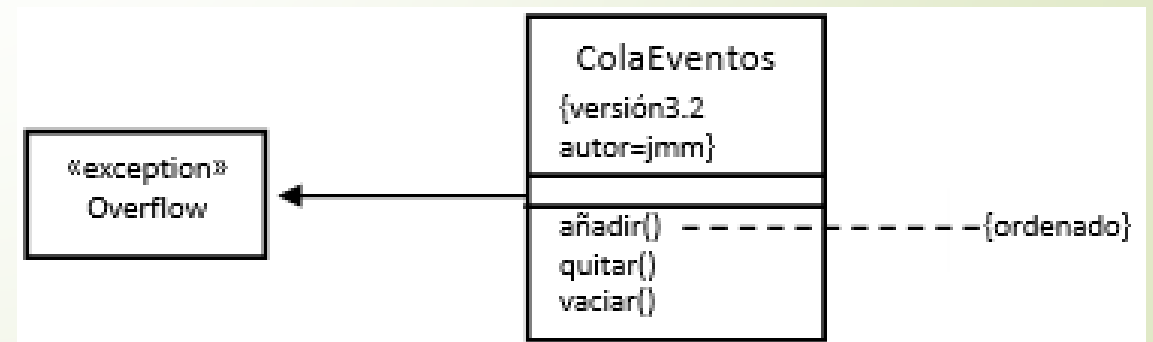 «exception»
Overflow
ColaEventos
{versión3.2
autor=jmm}
añadir()
{ordenado}
quitar()
vaciar()